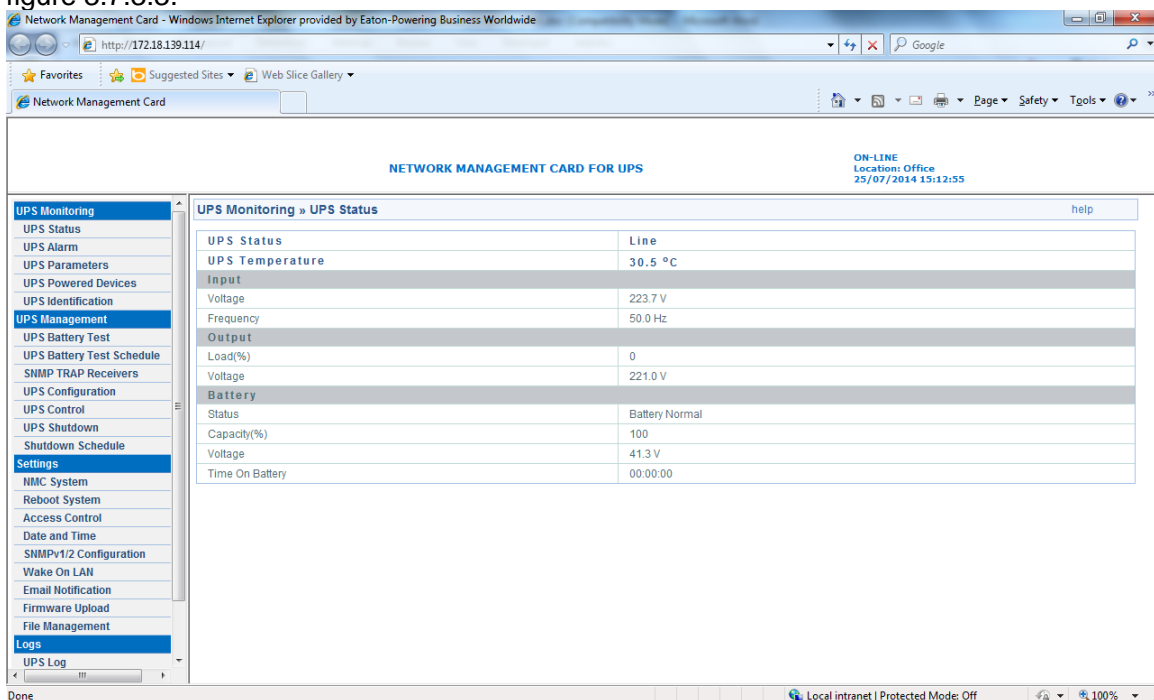 Network Management Card - Windows Internet Explorer provided by Eaton-Powering Business Worldwide
http://172.18.139.114/
Google
Favorites Suggested Sites Web Slice Gallery
Network Management Card
Page Safety Tools
NETWORK MANAGEMENT CARD FOR UPS
ON-LINE
Location: Office
25/07/2014 15:12:55
UPS Monitoring
UPS Status
UPS Alarm
UPS Parameters
UPS Powered Devices
UPS Identification
UPS Management
UPS Battery Test
UPS Battery Test Schedule
SNMP TRAP Receivers
UPS Configuration
UPS Control
UPS Shutdown
Shutdown Schedule
Settings
NMC System
Reboot System
Access Control
Date and Time
SNMPv1/2 Configuration
Wake On LAN
Email Notification
Firmware Upload
File Management
Logs
UPS Log
UPS Monitoring » UPS Status help
UPS Status Line
UPS Temperature 30.5 ºC
Input
Voltage 223.7 V
Frequency 50.0 Hz
Output
Load(%) 0
Voltage 221.0 V
Battery
Status Battery Normal
Capacity(%) 100
Voltage 41.3 V
Time On Battery 00:00:00
Done Local intranet | Protected Mode: Off 100%